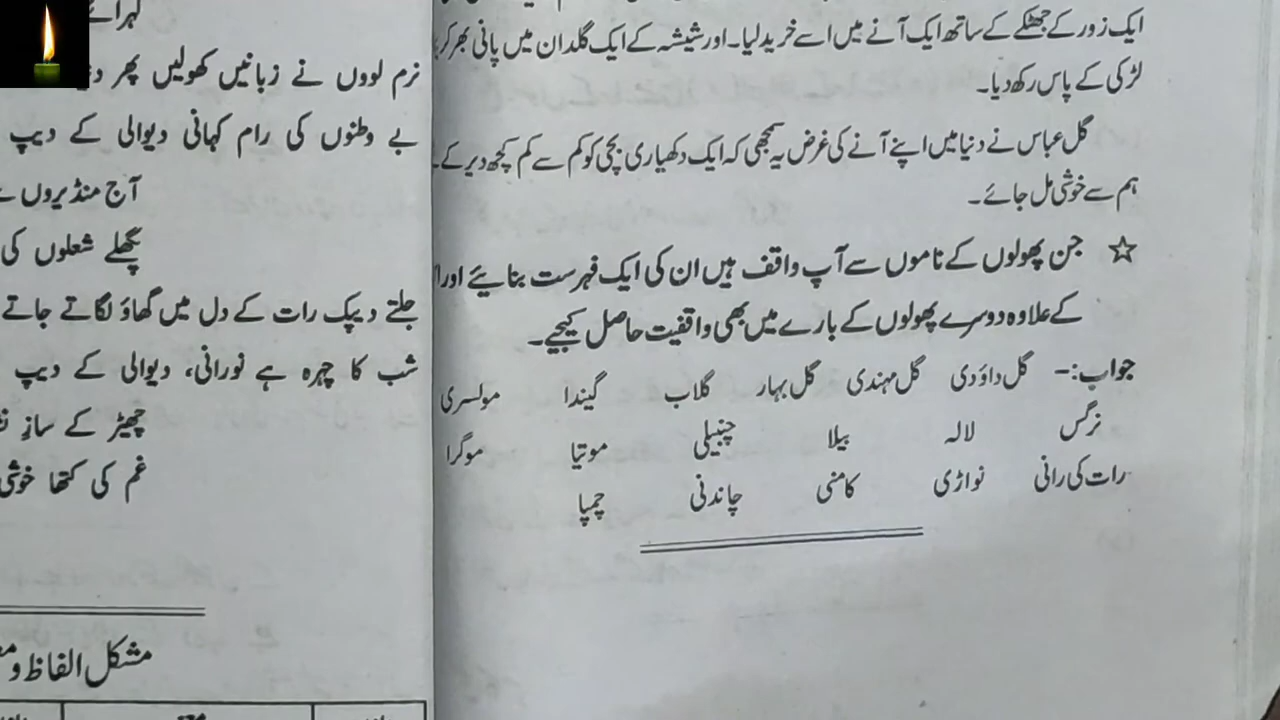 ایک زور کے جھٹکے کے ساتھ ایک آنے میں اسے خرید لیا۔ اور شیشہ کے ایک گلدان میں پانی بھر کر
لڑکی کے پاس رکھ دیا۔
گل عباس نے دنیا میں اپنے آنے کی غرض یہ سمجھی کہ ایک دکھیاری بچی کو کم سے کم کچھ دیر کے
ہم سے خوشی مل جائے۔
☆ جن پھولوں کے ناموں سے آپ واقف ہیں ان کی ایک فہرست بنائیے اور
کے علاوہ دوسرے پھولوں کے بارے میں بھی واقفیت حاصل کیجیے۔
جواب:- گل داؤدی گل مہندی گل بہار گلاب گیندا مولسری
نرگس لالہ بیلا چنبیلی موتیا موگرا
رات کی رانی نواڑی کامنی چاندنی چمپا
نرم لووں نے زبانیں کھولیں پھر
بے وطنوں کی رام کہانی دیوالی کے دیپ
آج منڈیروں
پگھلے شعلوں کی
جلتے دیپک رات کے دل میں گھاؤ لگاتے جاتے
شب کا چہرہ ہے نورانی، دیوالی کے دیپ
چھیڑ کے سازِ
غم کی کتھا خوشی
مشکل الفاظ و